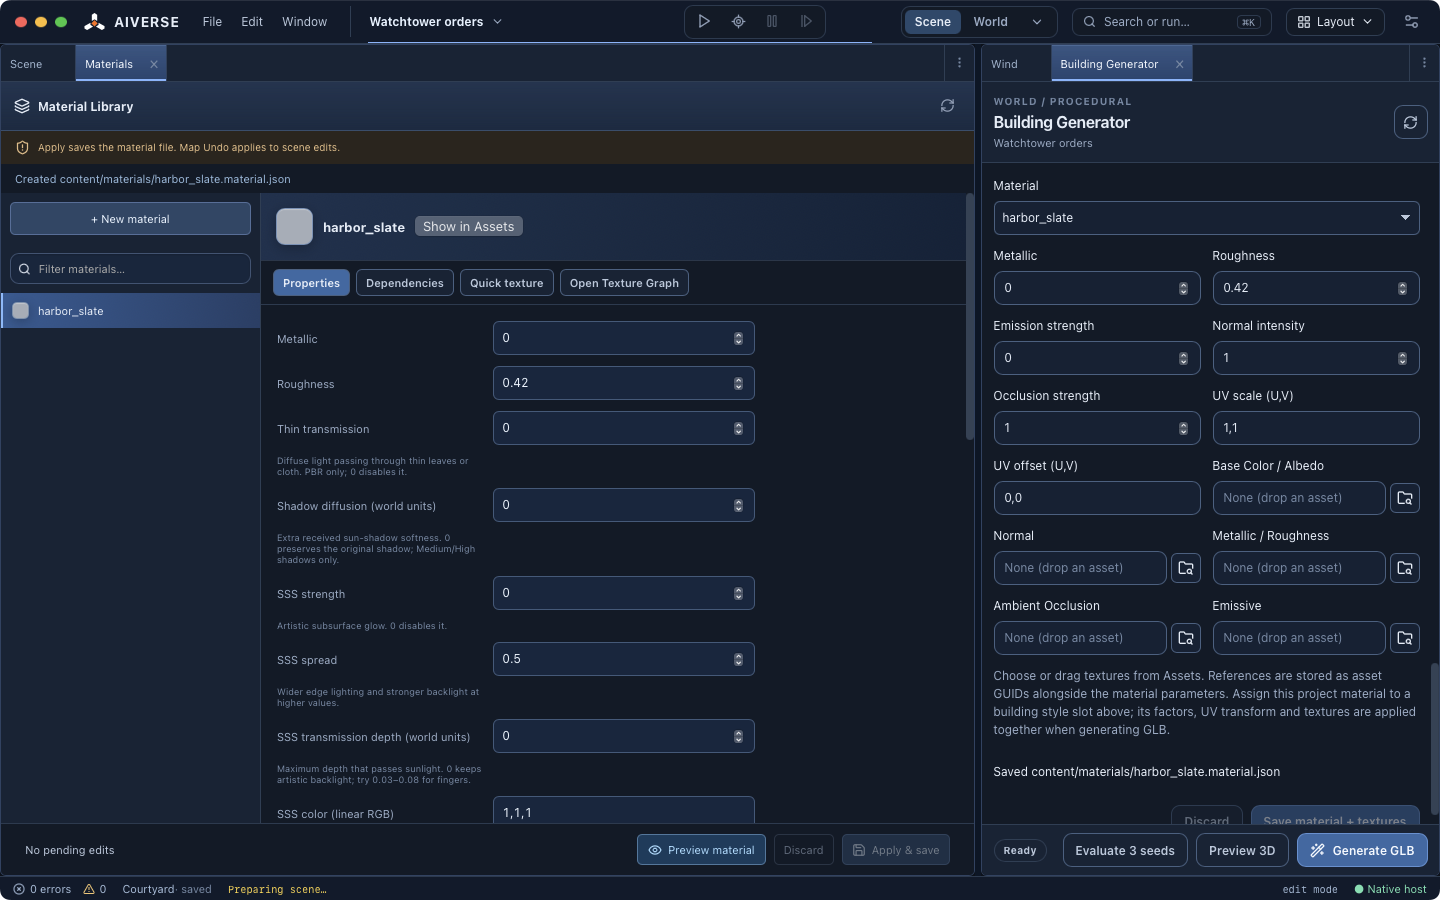 AIVERSE File Edit Window Watchtower orders Scene World Search or run... ⌘K Layout
Scene Materials
Material Library
Apply saves the material file. Map Undo applies to scene edits.
Created content/materials/harbor_slate.material.json
+ New material
Filter materials...
harbor_slate
harbor_slate Show in Assets
Properties Dependencies Quick texture Open Texture Graph
Metallic 0
Roughness 0.42
Thin transmission 0
Diffuse light passing through thin leaves or
cloth. PBR only; 0 disables it.
Shadow diffusion (world units) 0
Extra received sun-shadow softness. 0
preserves the original shadow; Medium/High
shadows only.
SSS strength 0
Artistic subsurface glow. 0 disables it.
SSS spread 0.5
Wider edge lighting and stronger backlight at
higher values.
SSS transmission depth (world units) 0
Maximum depth that passes sunlight. 0 keeps
artistic backlight; try 0.03–0.08 for fingers.
SSS color (linear RGB) 1,1,1
No pending edits Preview material Discard Apply & save
Wind Building Generator
WORLD / PROCEDURAL
Building Generator
Watchtower orders
Material
harbor_slate
Metallic Roughness
0 0.42
Emission strength Normal intensity
0 1
Occlusion strength UV scale (U,V)
1 1,1
UV offset (U,V) Base Color / Albedo
0,0 None (drop an asset)
Normal Metallic / Roughness
None (drop an asset) None (drop an asset)
Ambient Occlusion Emissive
None (drop an asset) None (drop an asset)
Choose or drag textures from Assets. References are stored as asset
GUIDs alongside the material parameters. Assign this project material to a
building style slot above; its factors, UV transform and textures are applied
together when generating GLB.
Saved content/materials/harbor_slate.material.json
Discard Save material + textures
Ready Evaluate 3 seeds Preview 3D Generate GLB
0 errors 0 Courtyard · saved Preparing scene… edit mode Native host